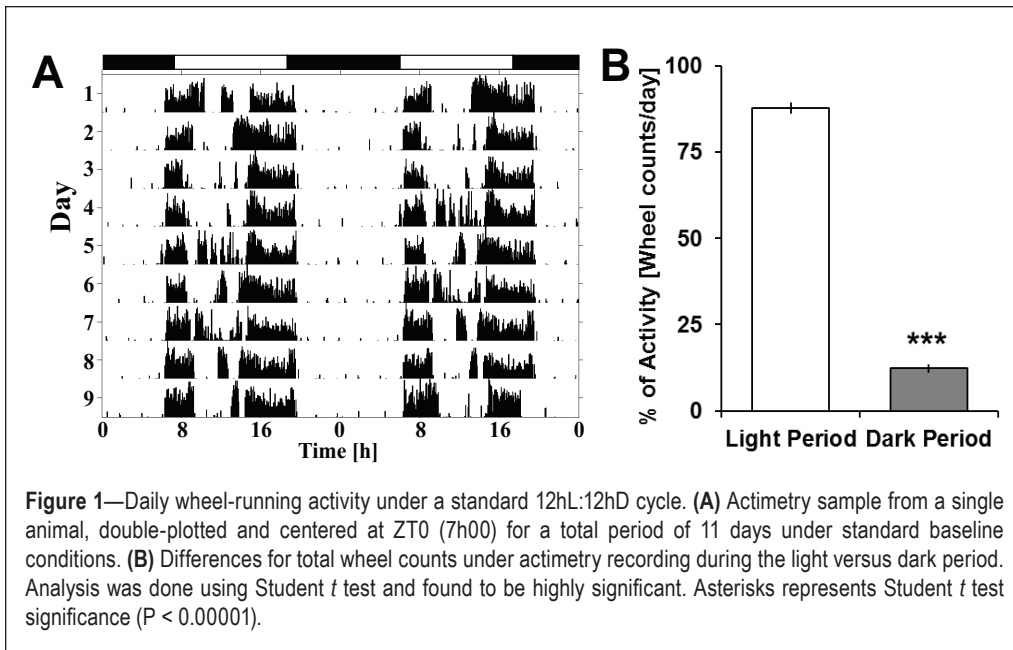 A
B
Day
1
2
3
4
5
6
7
8
9
0 8 16 0 8 16 0
Time [h]
% of Activity [Wheel counts/day]
100
75
50
25
0
***
Light Period Dark Period
Figure 1—Daily wheel-running activity under a standard 12hL:12hD cycle. (A) Actimetry sample from a single
animal, double-plotted and centered at ZT0 (7h00) for a total period of 11 days under standard baseline
conditions. (B) Differences for total wheel counts under actimetry recording during the light versus dark period.
Analysis was done using Student t test and found to be highly significant. Asterisks represents Student t test
significance (P < 0.00001).